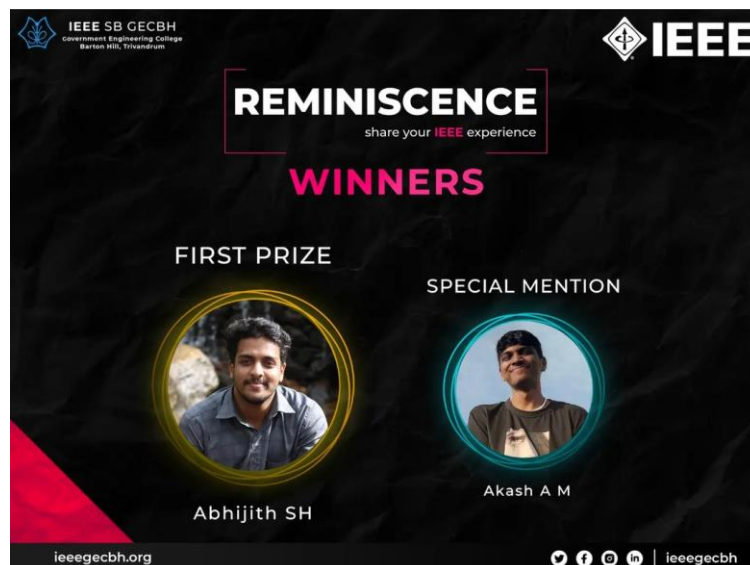 IEEE SB GECBH
Government Engineering College
Barton Hill, Trivandrum
IEEE
REMINISCENCE
share your IEEE experience
WINNERS
FIRST PRIZE
SPECIAL MENTION
Abhijith SH
Akash A M
ieeegecbh.org
ieeegecbh